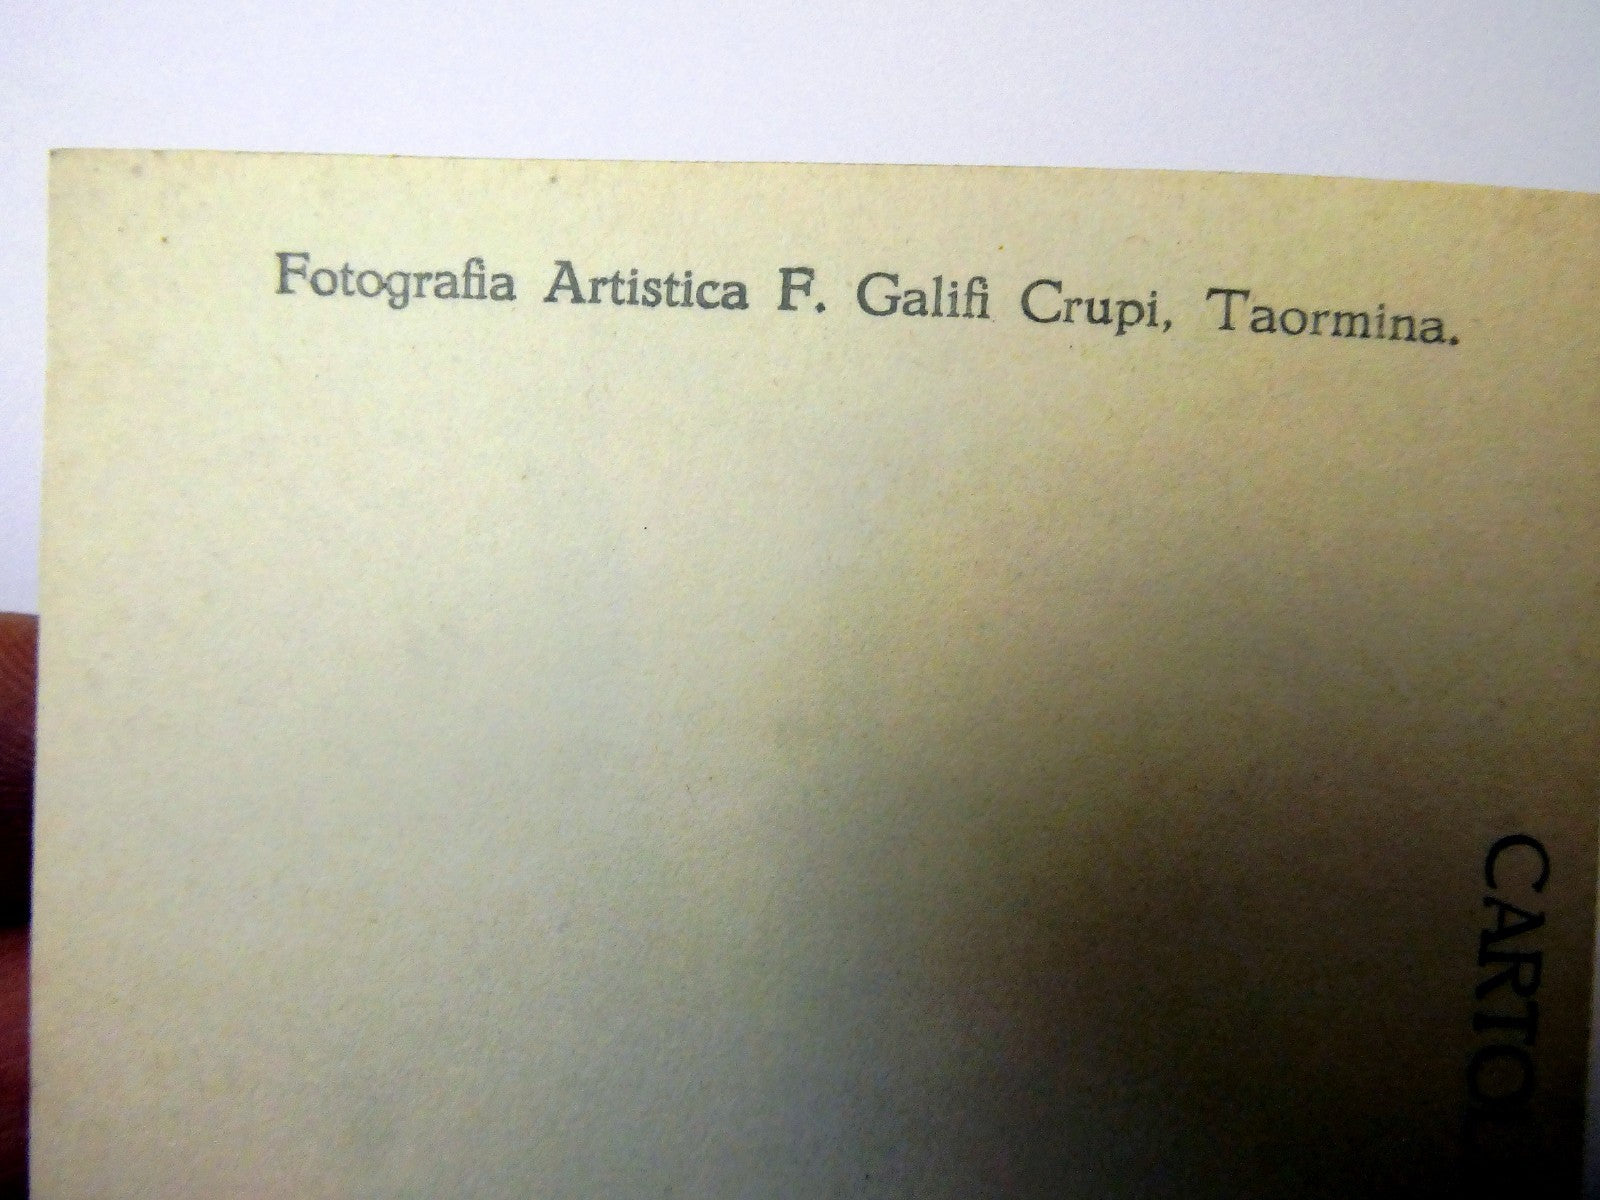 Fotografia Artistica F. Galifi Crupi, Taormina.
CARTO